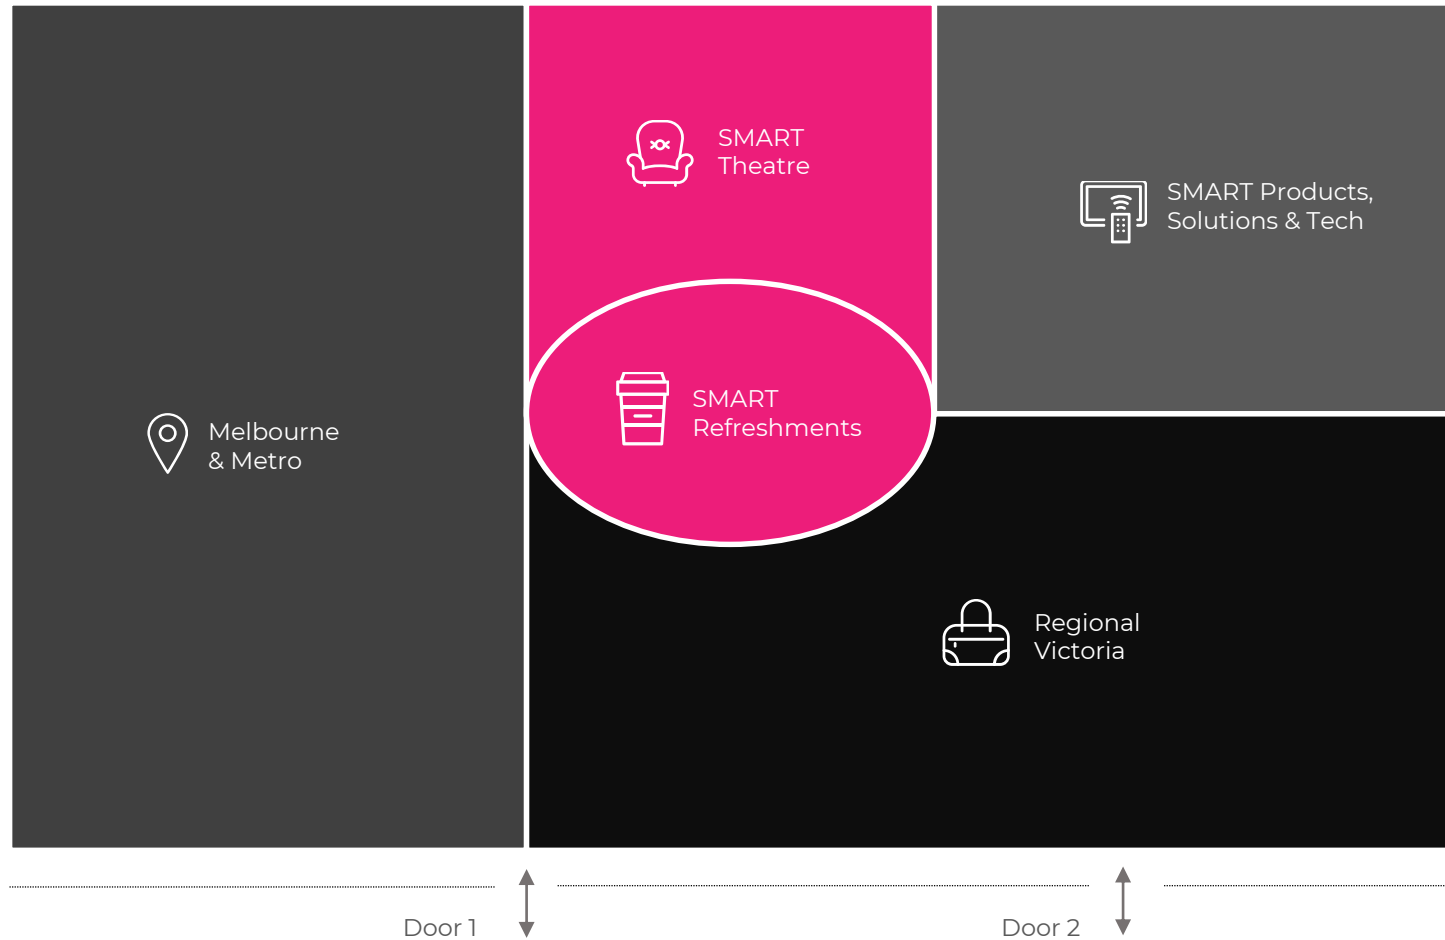 SMART
Theatre
SMART Products,
Solutions & Tech
SMART
Refreshments
Melbourne
& Metro
Regional
Victoria
Door 1
Door 2